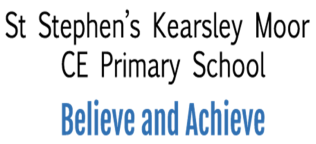 St Stephen's Kearsley Moor
CE Primary School
Believe and Achieve